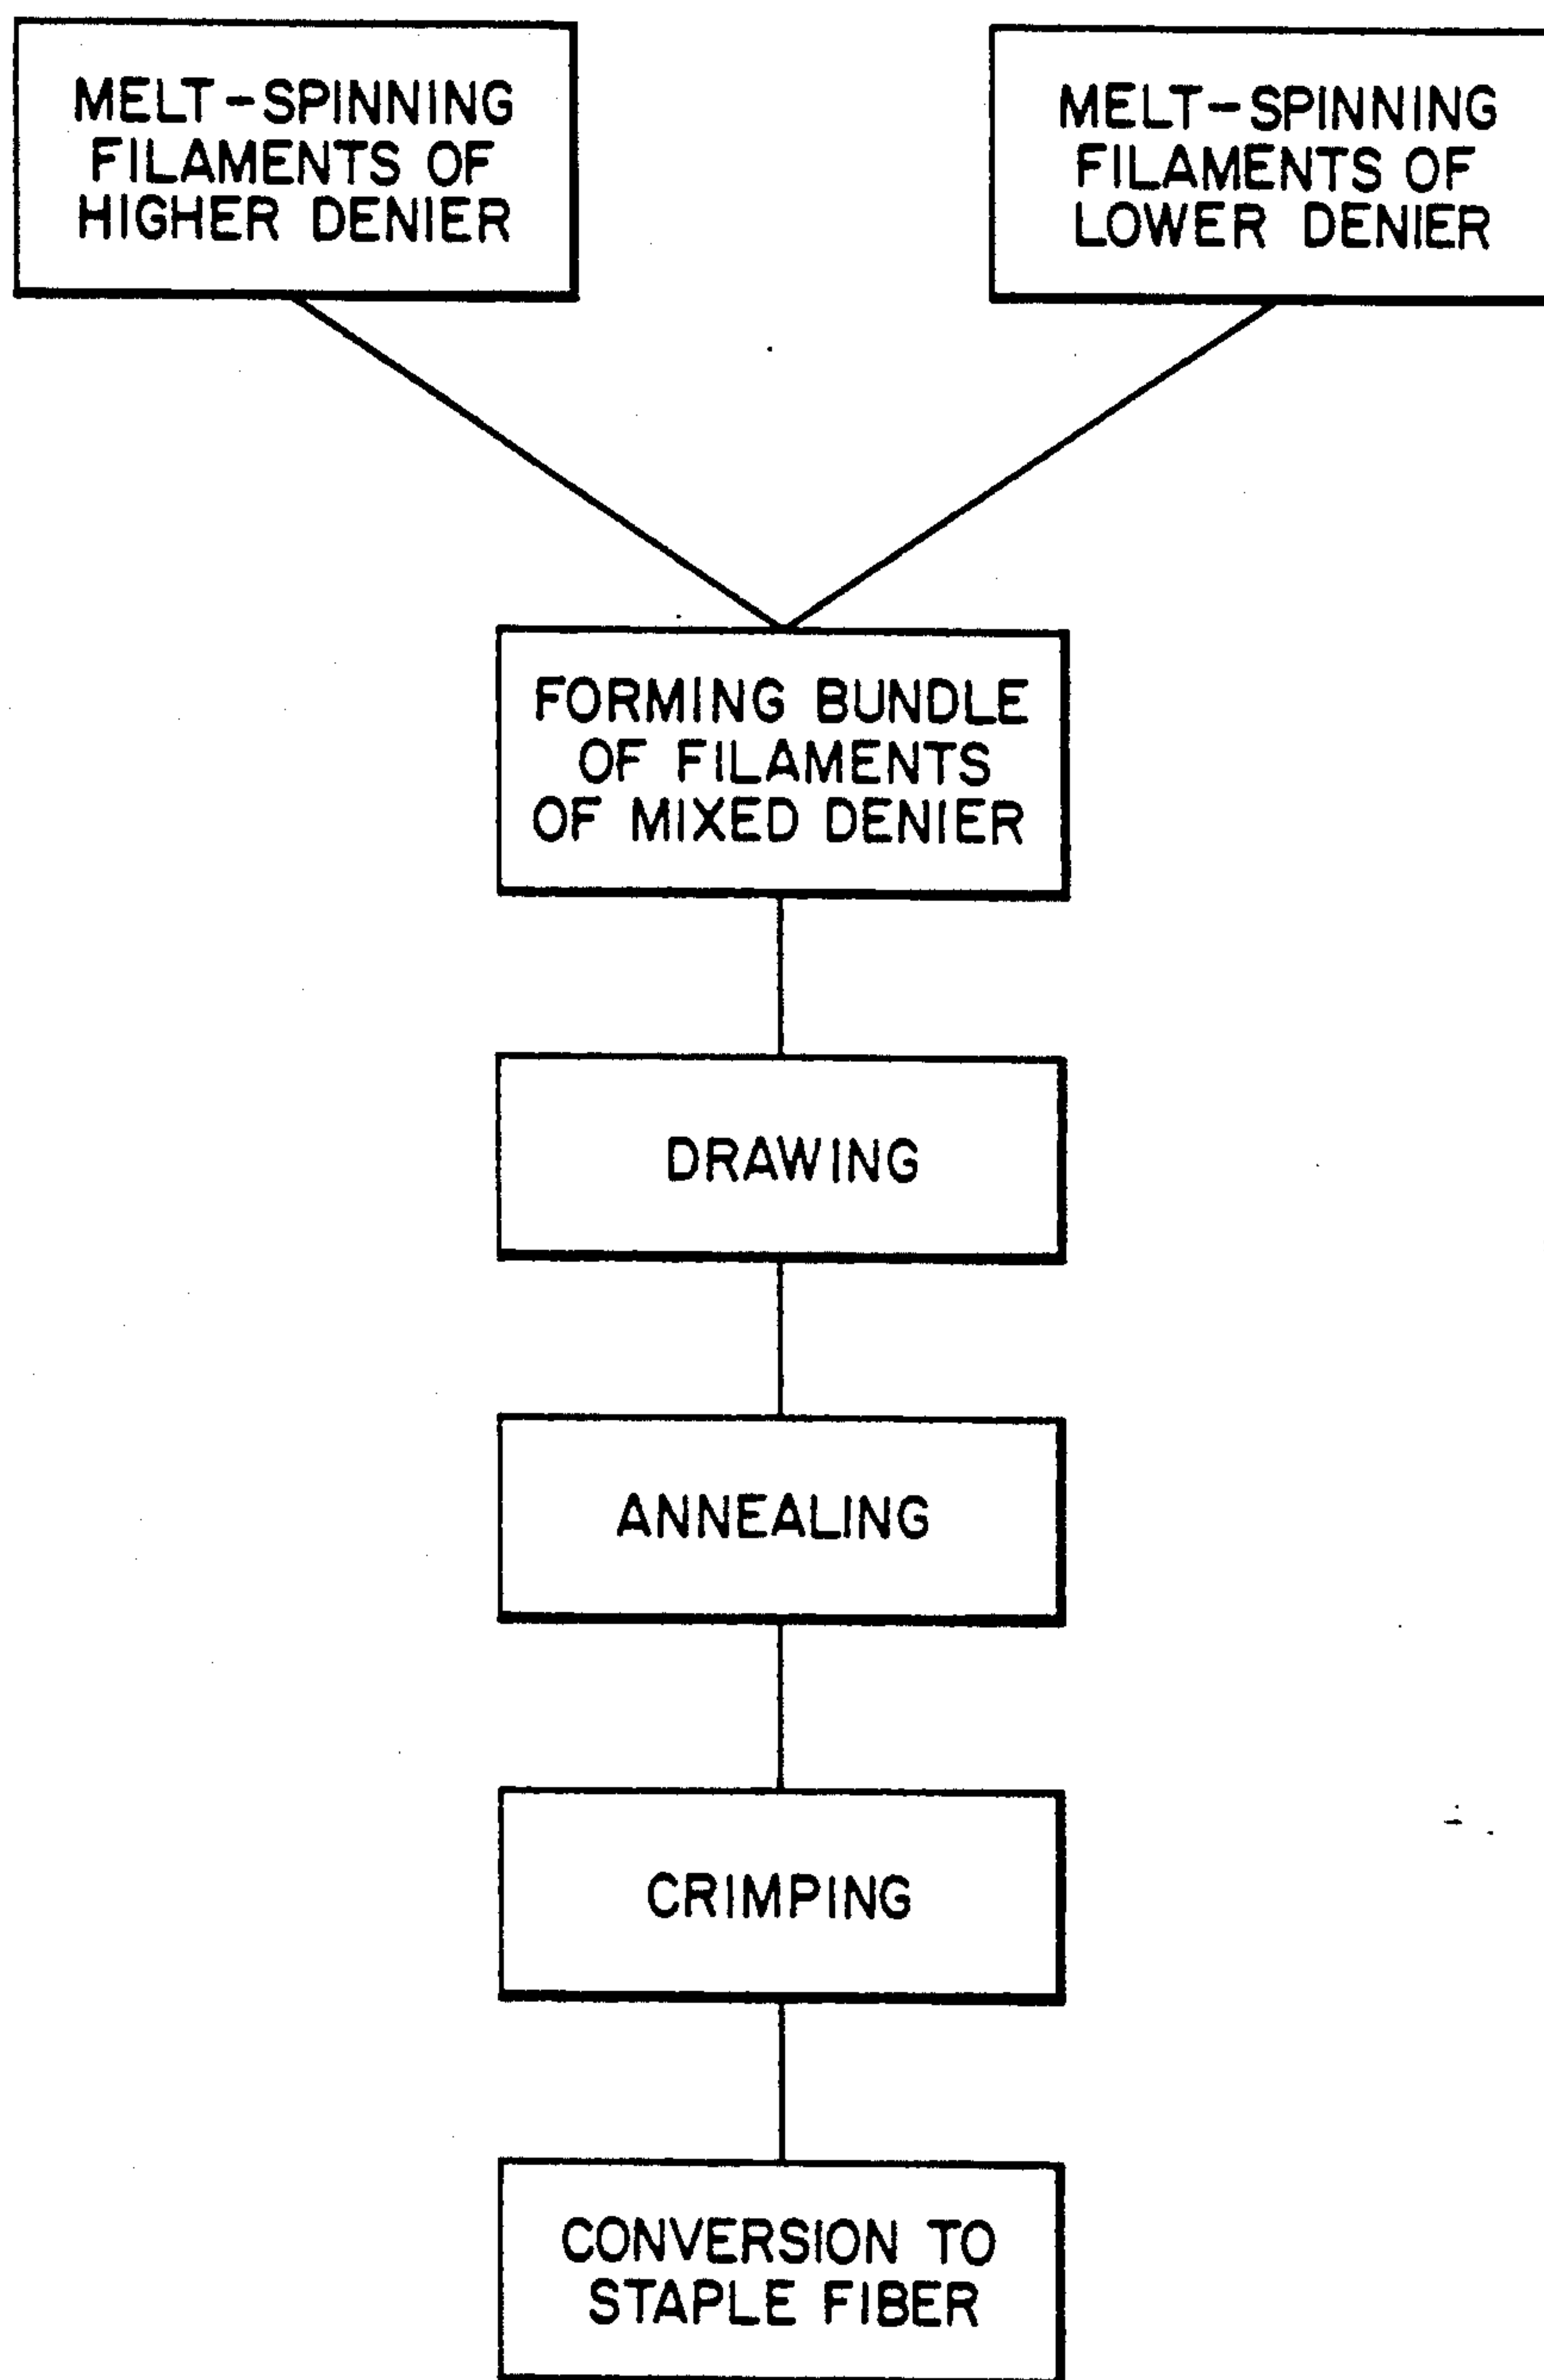 MELT-SPINNING
FILAMENTS OF
HIGHER DENIER
MELT-SPINNING
FILAMENTS OF
LOWER DENIER
FORMING BUNDLE
OF FILAMENTS
OF MIXED DENIER
DRAWING
ANNEALING
CRIMPING
CONVERSION TO
STAPLE FIBER